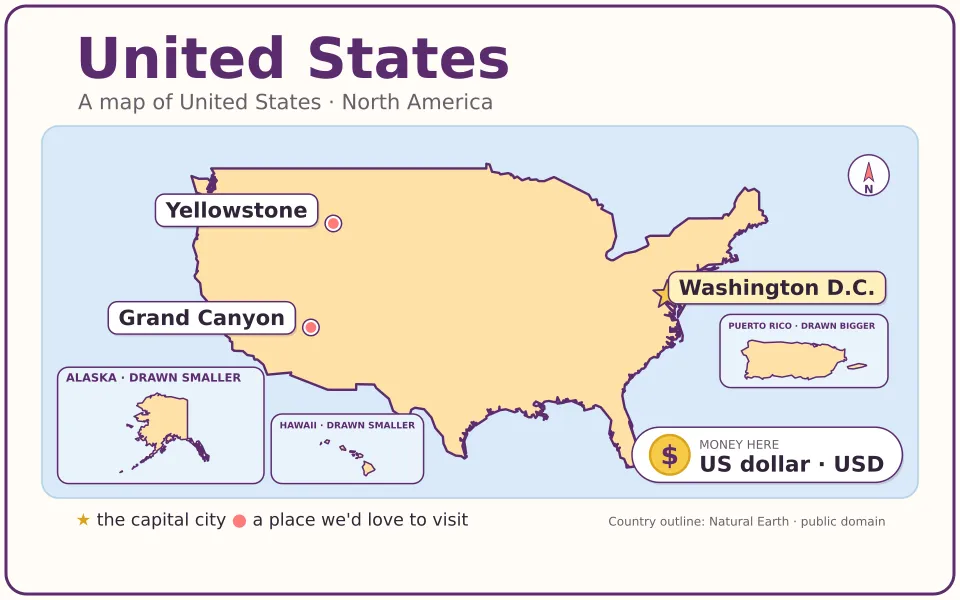 United States
A map of United States · North America
N
Yellowstone
Washington D.C.
Grand Canyon
PUERTO RICO · DRAWN BIGGER
ALASKA · DRAWN SMALLER
HAWAII · DRAWN SMALLER
$
MONEY HERE
US dollar · USD
★ the capital city ● a place we'd love to visit
Country outline: Natural Earth · public domain